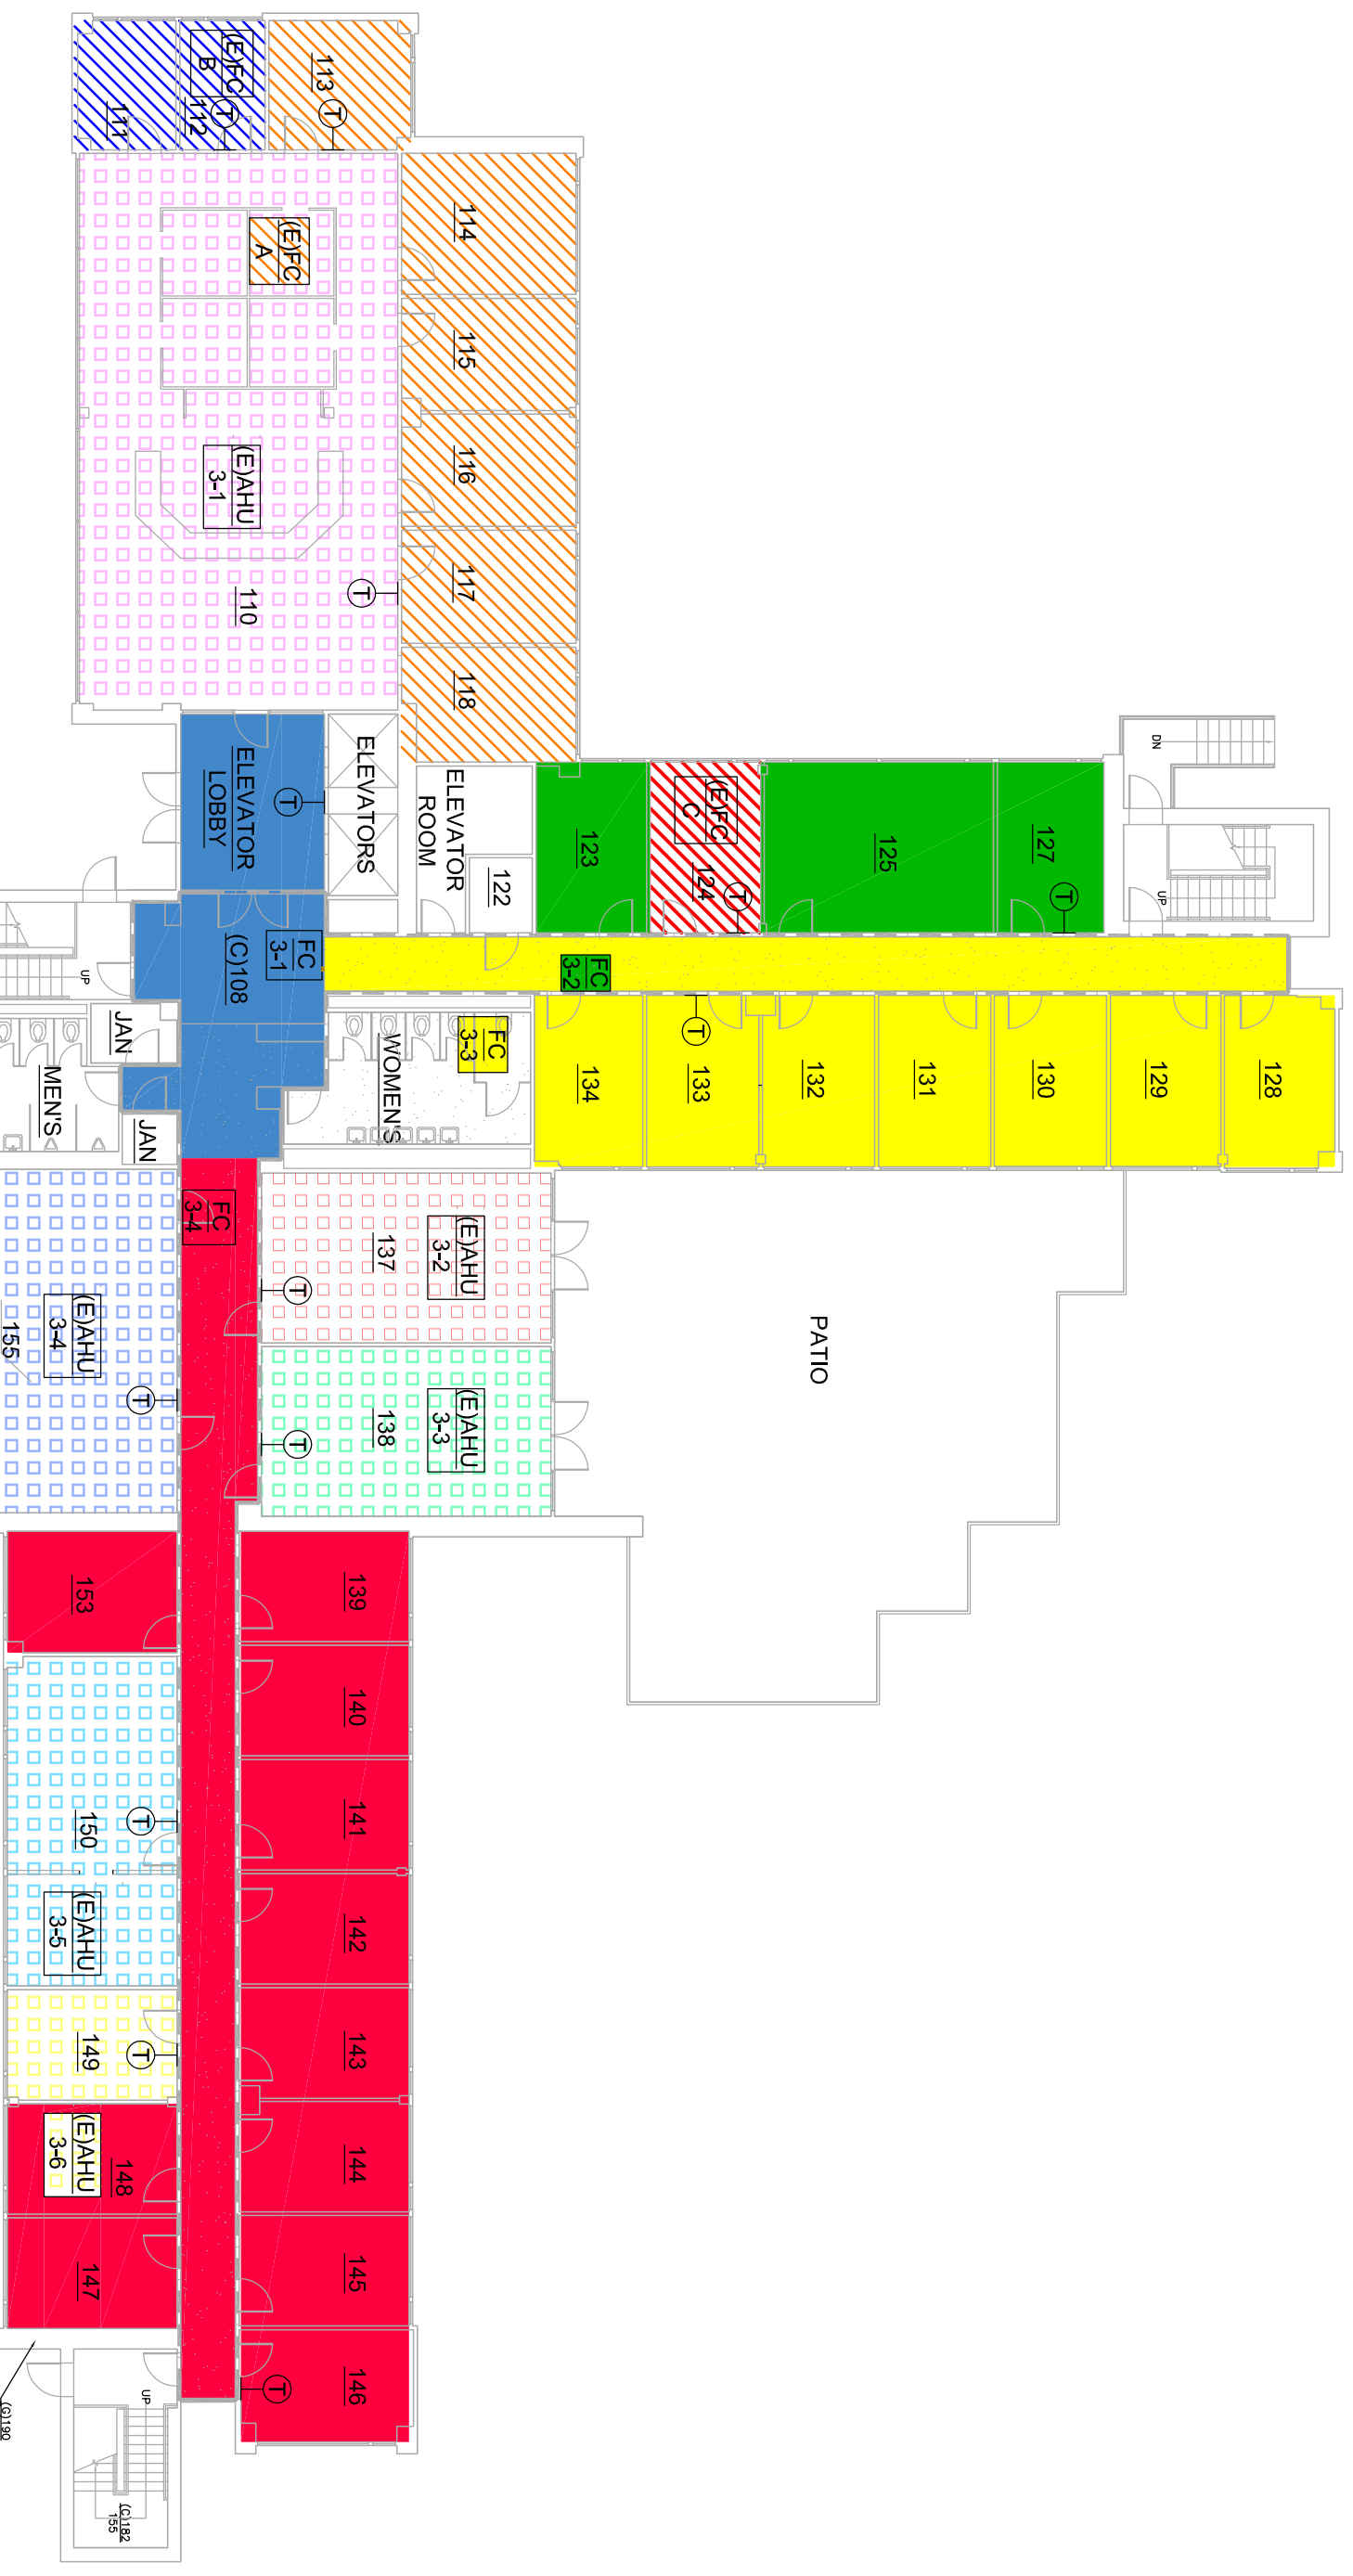 (E)FC
B
111
112
T
113
T
(E)FC
A
114
115
116
117
118
(E)AHU
3-1
110
T
ELEVATOR
LOBBY
T
ELEVATORS
ELEVATOR
ROOM
122
123
(E)FC
C
124
T
125
127
T
DN
UP
FC
3-1
(C)108
FC
3-2
UP
JAN
MEN'S
JAN
WOMEN'S
FC
3-3
134
133
T
132
131
130
129
128
FC
3-4
(E)AHU
3-2
137
T
(E)AHU
3-3
138
T
PATIO
(E)AHU
3-4
155
T
153
139
140
141
142
143
144
145
146
T
150
T
(E)AHU
3-5
149
T
(E)AHU
3-6
148
147
UP
(G)190
(C)182
155